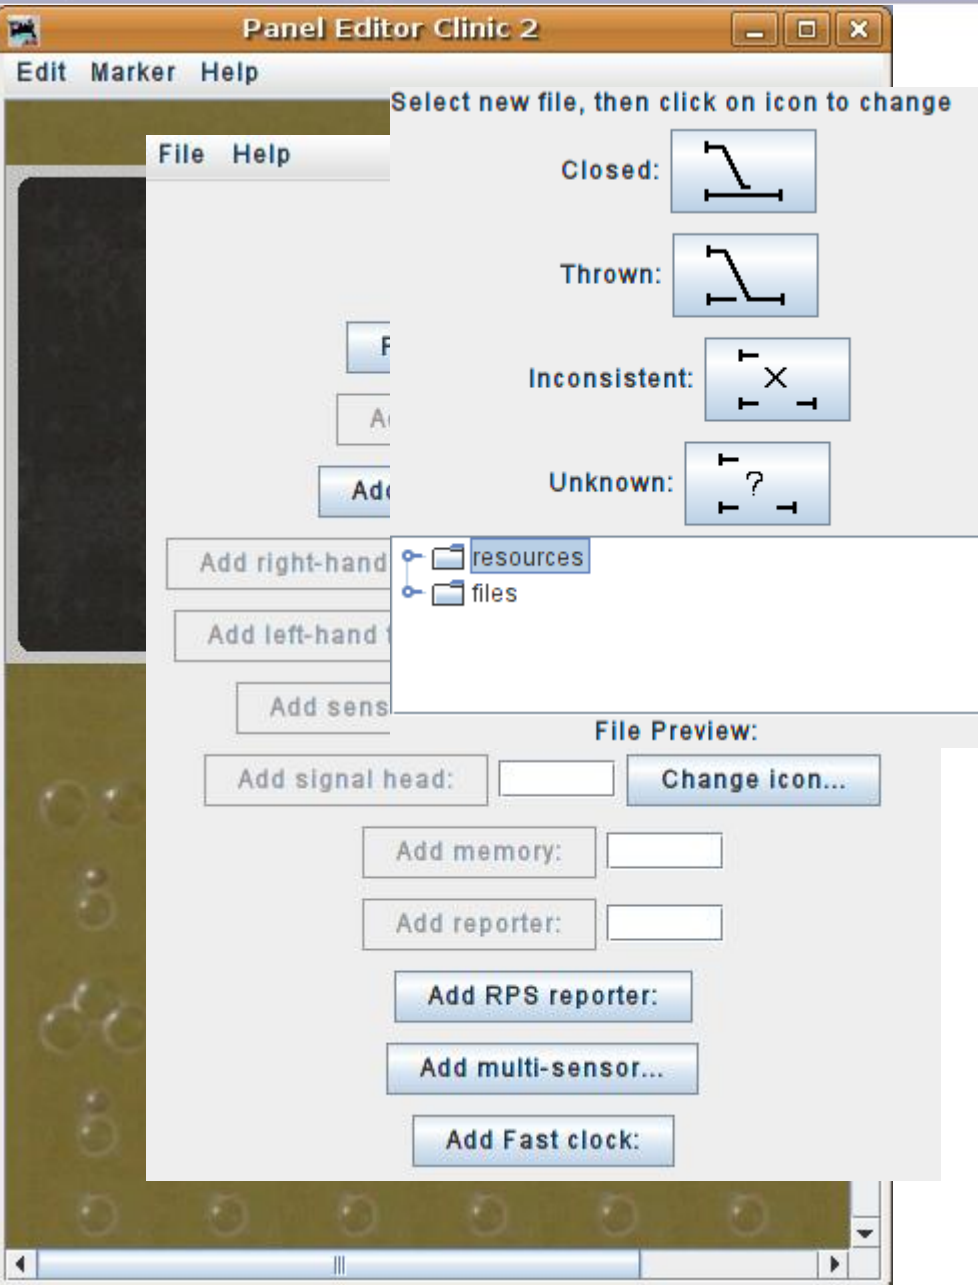 Panel Editor Clinic 2
Edit Marker Help
Select new file, then click on icon to change
File Help
Closed:
Thrown:
Inconsistent:
Unknown:
?
Add right-hand
Add left-hand
resources
files
File Preview:
Add signal head:
Change icon...
Add memory:
Add reporter:
Add RPS reporter:
Add multi-sensor...
Add Fast clock: